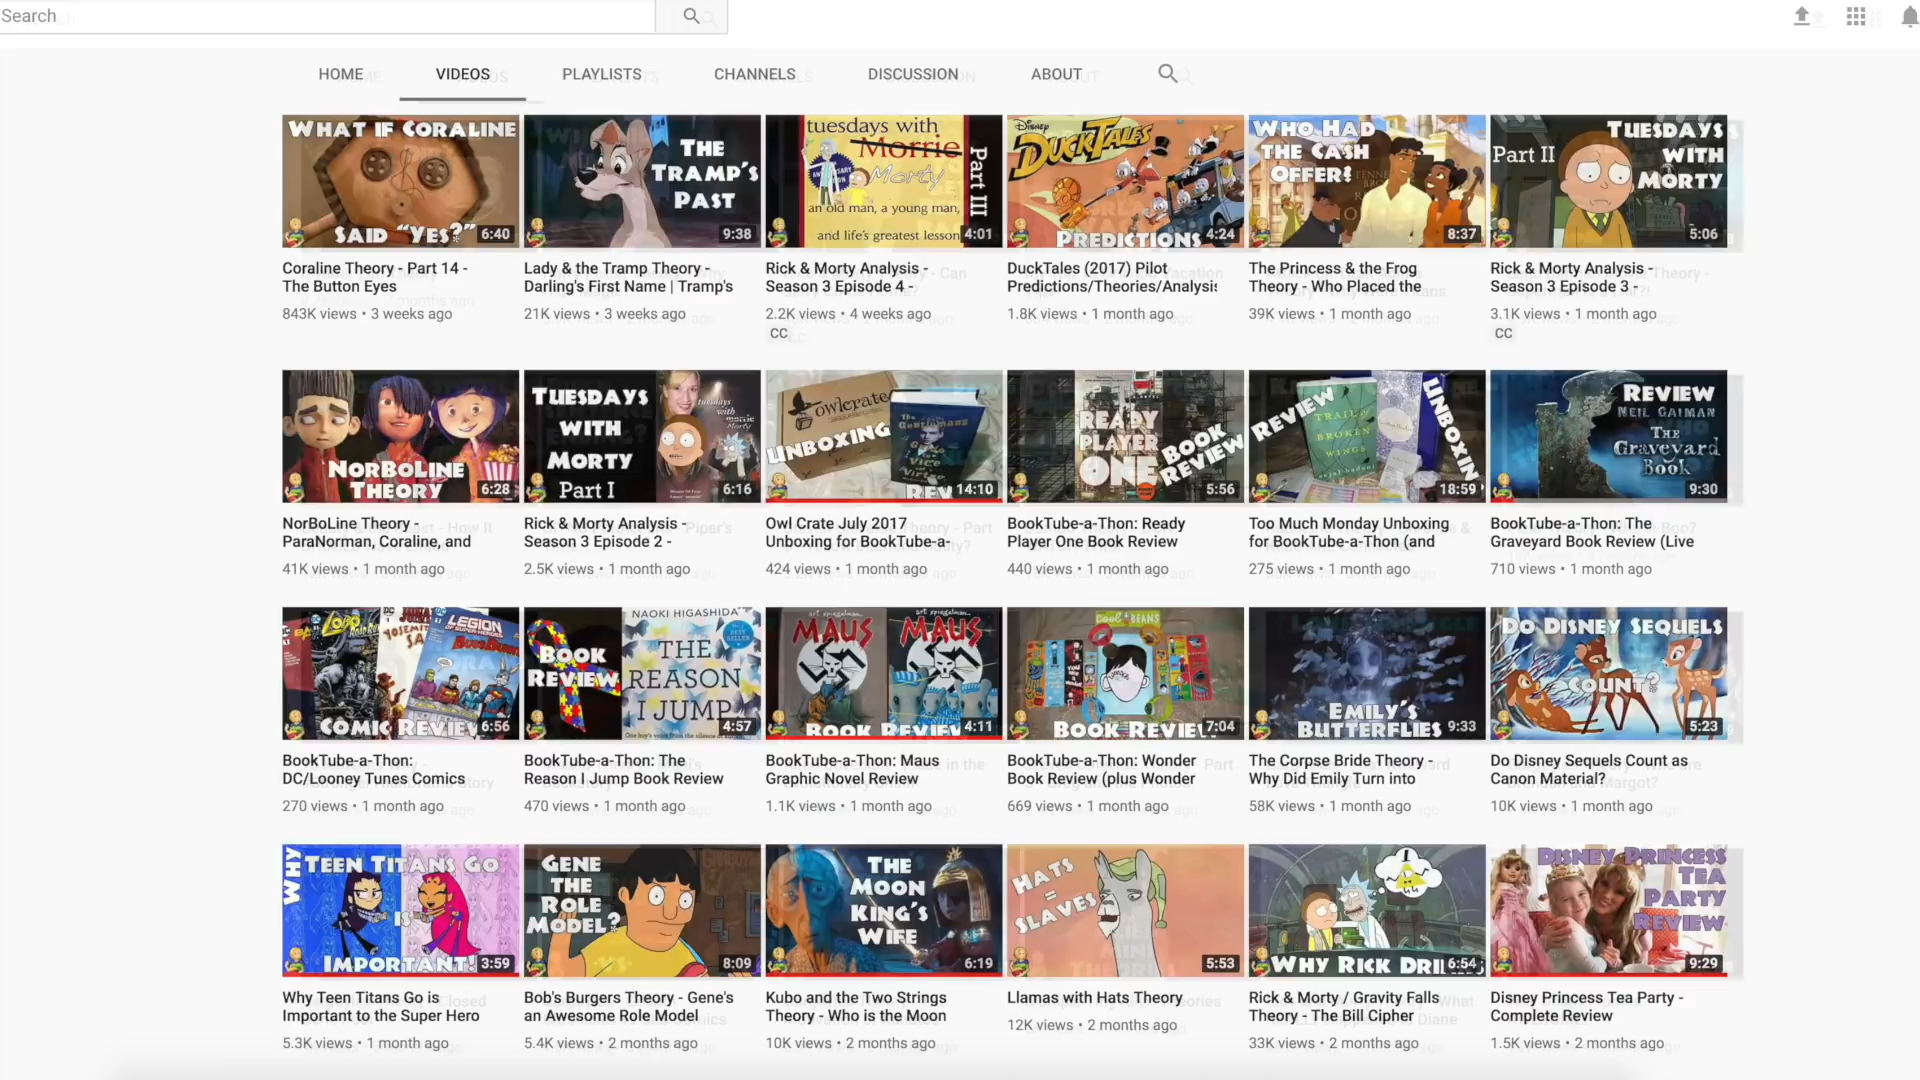 Search
HOME
VIDEOS
PLAYLISTS
CHANNELS
DISCUSSION
ABOUT
WHAT IF CORALINE
SAID "YES?"
6:40
THE
TRAMP'S
PAST
9:38
tuesdays with
Morrie
Morty
an old man, a young man,
and life's greatest lesson
Part III
4:01
Disney
DUCKTALES
PREDICTIONS
4:24
WHO HAD
THE CASH
OFFER?
8:37
Part II
TUESDAYS
WITH
MORTY
5:06
Coraline Theory - Part 14 -
The Button Eyes
843K views • 3 weeks ago
Lady & the Tramp Theory -
Darling's First Name | Tramp's
21K views • 3 weeks ago
Rick & Morty Analysis -
Season 3 Episode 4 -
2.2K views • 4 weeks ago
CC
DuckTales (2017) Pilot
Predictions/Theories/Analysis
1.8K views • 1 month ago
The Princess & the Frog
Theory - Who Placed the
39K views • 1 month ago
Rick & Morty Analysis -
Season 3 Episode 3 -
3.1K views • 1 month ago
CC
NORBOLINE
THEORY
6:28
TUESDAYS
WITH
MORTY
Part I
tuesdays
with
morrie
Morty
6:16
owlcrate
UNBOXING
The
Gentleman's
Guide
Vice
Virtue
REV
14:10
READY
PLAYER
ONE
BOOK
REVIEW
5:56
REVIEW
TRAIL
BROKEN
WINGS
UNBOXING
18:59
REVIEW
NEIL GAIMAN
THE
Graveyard
Book
9:30
NorBoLine Theory -
ParaNorman, Coraline, and
41K views • 1 month ago
Rick & Morty Analysis -
Season 3 Episode 2 -
2.5K views • 1 month ago
Owl Crate July 2017
Unboxing for BookTube-a-
424 views • 1 month ago
BookTube-a-Thon: Ready
Player One Book Review
440 views • 1 month ago
Too Much Monday Unboxing
for BookTube-a-Thon (and
275 views • 1 month ago
BookTube-a-Thon: The
Graveyard Book Review (Live
710 views • 1 month ago
LOBO
LEGION
COMIC REVIEW
6:56
BOOK
REVIEW
NAOKI HIGASHIDA
THE
REASON
I JUMP
4:57
art spiegelman
MAUS
art spiegelman
MAUS
BOOK REVIEW
4:11
COOL BEANS
BOOK REVIEW
7:04
EMILY'S
BUTTERFLIES
9:33
DO DISNEY SEQUELS
COUNT?
5:23
BookTube-a-Thon:
DC/Looney Tunes Comics
270 views • 1 month ago
BookTube-a-Thon: The
Reason I Jump Book Review
470 views • 1 month ago
BookTube-a-Thon: Maus
Graphic Novel Review
1.1K views • 1 month ago
BookTube-a-Thon: Wonder
Book Review (plus Wonder
669 views • 1 month ago
The Corpse Bride Theory -
Why Did Emily Turn into
58K views • 1 month ago
Do Disney Sequels Count as
Canon Material?
10K views • 1 month ago
WHY
TEEN TITANS GO
IS
IMPORTANT!
3:59
GENE
THE
ROLE
MODEL?
8:09
THE
MOON
KING'S
WIFE
6:19
HATS
=
SLAVES
5:53
WHY RICK DRI
6:54
DISNEY PRINCESS
TEA
PARTY
REVIEW
9:29
Why Teen Titans Go is
Important to the Super Hero
5.3K views • 1 month ago
Bob's Burgers Theory - Gene's
an Awesome Role Model
5.4K views • 2 months ago
Kubo and the Two Strings
Theory - Who is the Moon
10K views • 2 months ago
Llamas with Hats Theory
12K views • 2 months ago
Rick & Morty / Gravity Falls
Theory - The Bill Cipher
33K views • 2 months ago
Disney Princess Tea Party -
Complete Review
1.5K views • 2 months ago